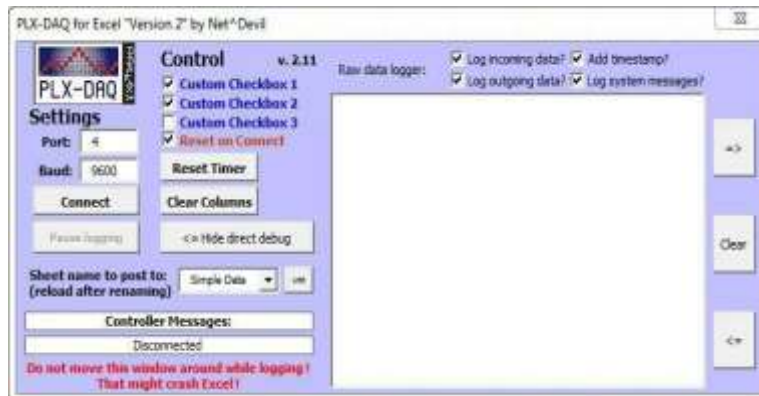 PLX-DAQ for Excel "Version 2" by Net^Devil
PLX-DAQ
Control v. 2.11
Custom Checkbox 1
Custom Checkbox 2
Custom Checkbox 3
Reset on Connect
Settings
Port: 4
Baud: 9600
Reset Timer
Connect
Clear Columns
Pause logging
<= Hide direct debug
Sheet name to post to:
(reload after renaming)
Simple Data
Controller Messages:
Disconnected
Do not move this window around while logging!
That might crash Excel!
Raw data logger:
Log incoming data? Add timestamp?
Log outgoing data? Log system messages?
=>
Clear
<=